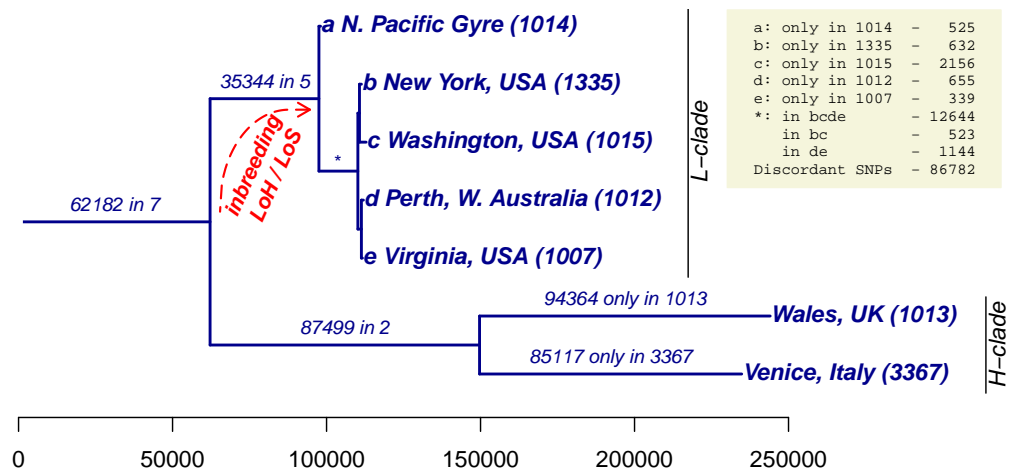 a N. Pacific Gyre (1014)
35344 in 5
b New York, USA (1335)
inbreeding
LoH / LoS
c Washington, USA (1015)
*
62182 in 7
d Perth, W. Australia (1012)
e Virginia, USA (1007)
L−clade
a: only in 1014 − 525
b: only in 1335 − 632
c: only in 1015 − 2156
d: only in 1012 − 655
e: only in 1007 − 339
*: in bcde − 12644
in bc − 523
in de − 1144
Discordant SNPs − 86782
94364 only in 1013
Wales, UK (1013)
87499 in 2
85117 only in 3367
Venice, Italy (3367)
H−clade
0 50000 100000 150000 200000 250000